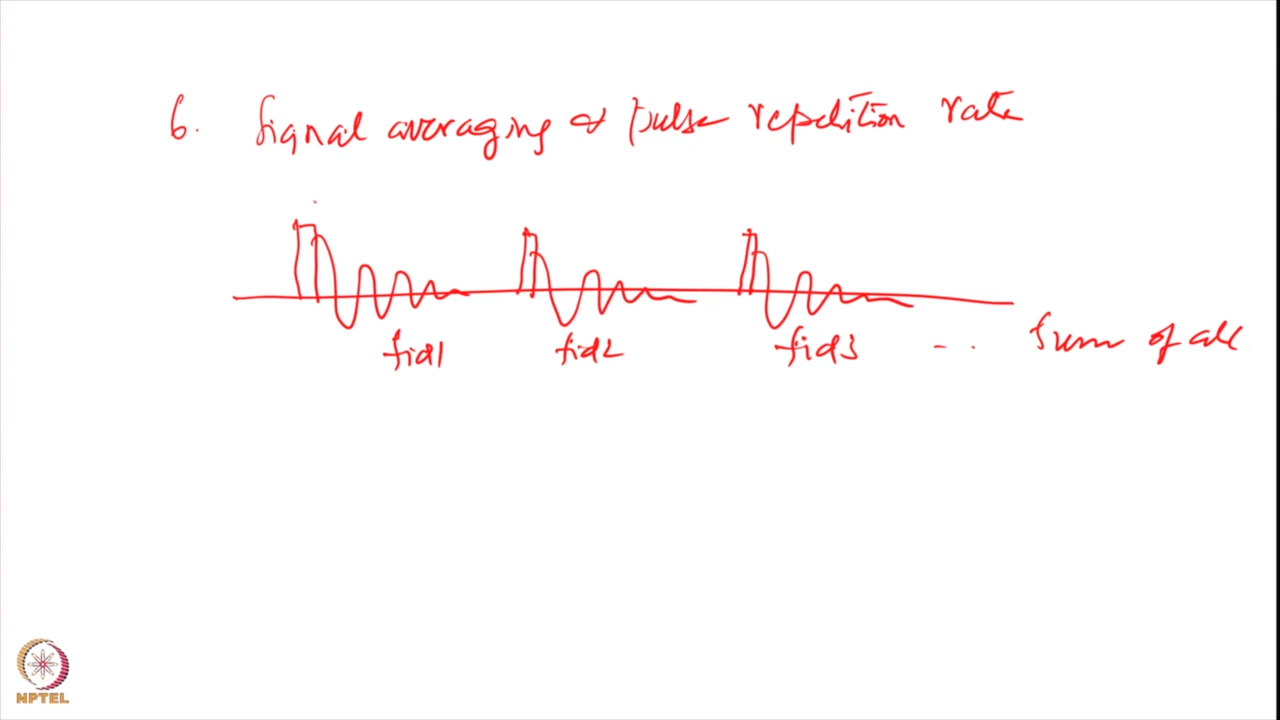 6. Signal averaging & pulse repetition rate
fid1 fid2 fid3 ... Sum of all
NPTEL